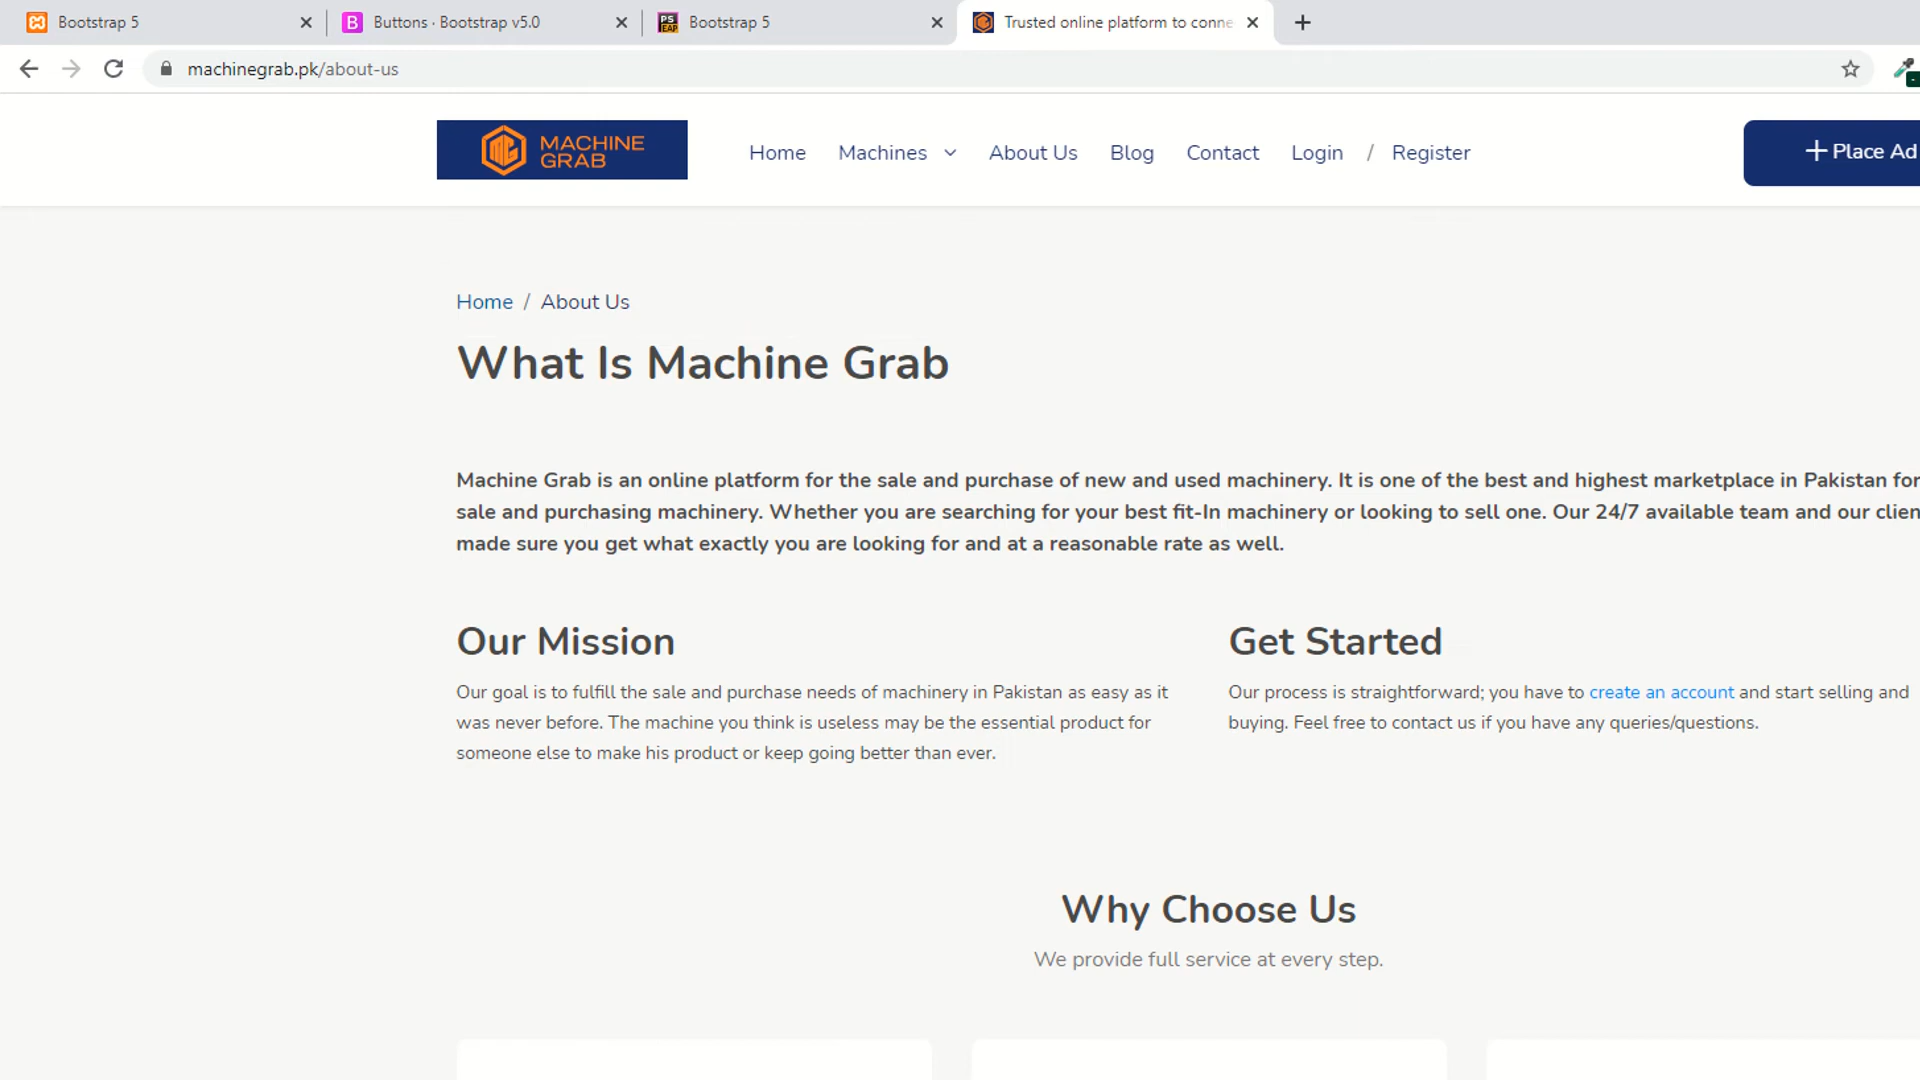 Bootstrap 5
Buttons · Bootstrap v5.0
Bootstrap 5
Trusted online platform to conne
machinegrab.pk/about-us
MACHINE
GRAB
Home
Machines
About Us
Blog
Contact
Login / Register
Place Ad
Home / About Us
What Is Machine Grab
Machine Grab is an online platform for the sale and purchase of new and used machinery. It is one of the best and highest marketplace in Pakistan for
sale and purchasing machinery. Whether you are searching for your best fit-In machinery or looking to sell one. Our 24/7 available team and our clien
made sure you get what exactly you are looking for and at a reasonable rate as well.
Our Mission
Our goal is to fulfill the sale and purchase needs of machinery in Pakistan as easy as it
was never before. The machine you think is useless may be the essential product for
someone else to make his product or keep going better than ever.
Get Started
Our process is straightforward; you have to create an account and start selling and
buying. Feel free to contact us if you have any queries/questions.
Why Choose Us
We provide full service at every step.